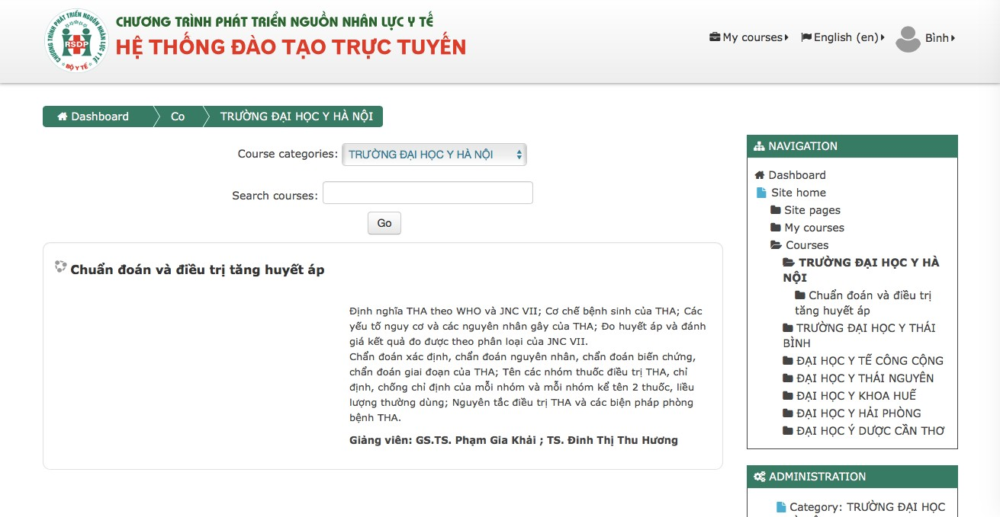 CHƯƠNG TRÌNH PHÁT TRIỂN NGUỒN NHÂN LỰC Y TẾ
RSDP
BỘ Y TẾ
CHƯƠNG TRÌNH PHÁT TRIỂN NGUỒN NHÂN LỰC Y TẾ
HỆ THỐNG ĐÀO TẠO TRỰC TUYẾN
My courses
English (en)
Bình
Dashboard
Co
TRƯỜNG ĐẠI HỌC Y HÀ NỘI
Course categories:
TRƯỜNG ĐẠI HỌC Y HÀ NỘI
Search courses:
Go
Chuẩn đoán và điều trị tăng huyết áp
Định nghĩa THA theo WHO và JNC VII; Cơ chế bệnh sinh của THA; Các
yếu tố nguy cơ và các nguyên nhân gây của THA; Đo huyết áp và đánh
giá kết quả đo được theo phân loại của JNC VII.
Chẩn đoán xác định, chẩn đoán nguyên nhân, chẩn đoán biến chứng,
chẩn đoán giai đoạn của THA; Tên các nhóm thuốc điều trị THA, chỉ
định, chống chỉ định của mỗi nhóm và mỗi nhóm kể tên 2 thuốc, liều
lượng thường dùng; Nguyên tắc điều trị THA và các biện pháp phòng
bệnh THA.
Giảng viên: GS.TS. Phạm Gia Khải ; TS. Đinh Thị Thu Hương
NAVIGATION
Dashboard
Site home
Site pages
My courses
Courses
TRƯỜNG ĐẠI HỌC Y HÀ
NỘI
Chuẩn đoán và điều trị
tăng huyết áp
TRƯỜNG ĐẠI HỌC Y THÁI
BÌNH
ĐẠI HỌC Y TẾ CÔNG CỘNG
ĐẠI HỌC Y THÁI NGUYÊN
ĐẠI HỌC Y KHOA HUẾ
ĐẠI HỌC Y HẢI PHÒNG
ĐẠI HỌC Ý DƯỢC CẦN THƠ
ADMINISTRATION
Category: TRƯỜNG ĐẠI HỌC